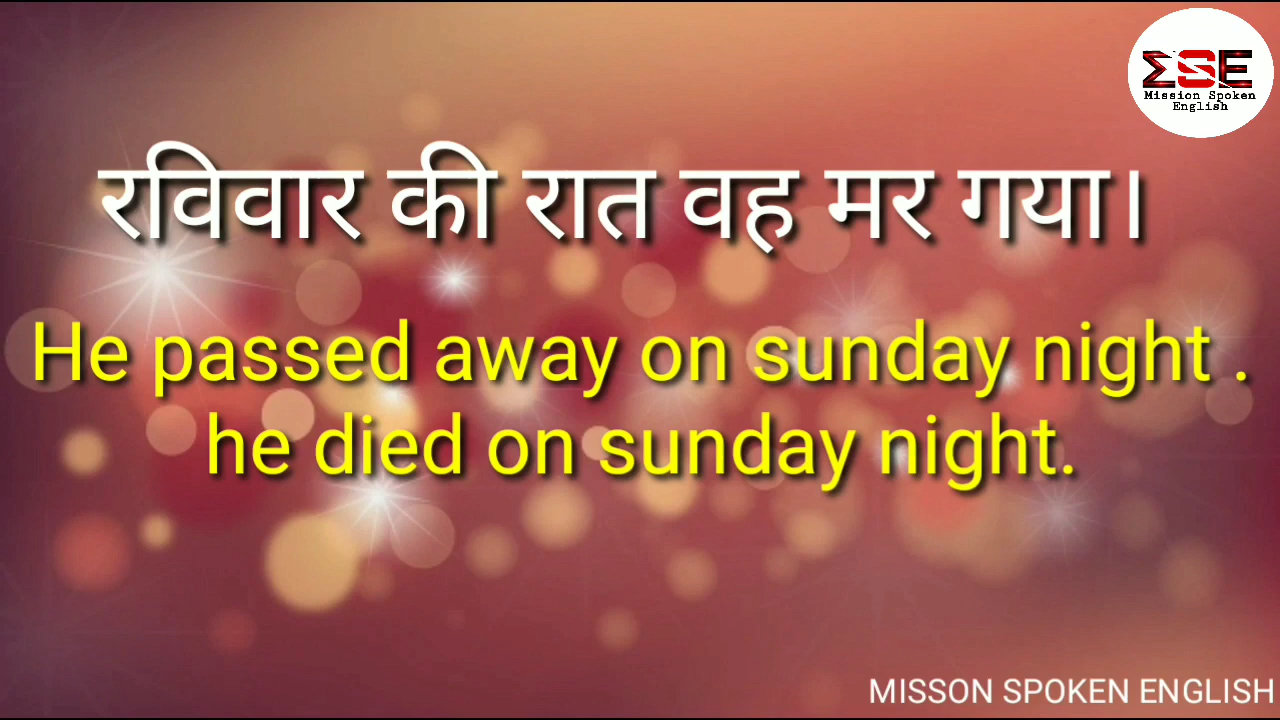 ΣSE
Mission Spoken
English
रविवार की रात वह मर गया।
He passed away on sunday night .
he died on sunday night.
MISSON SPOKEN ENGLISH